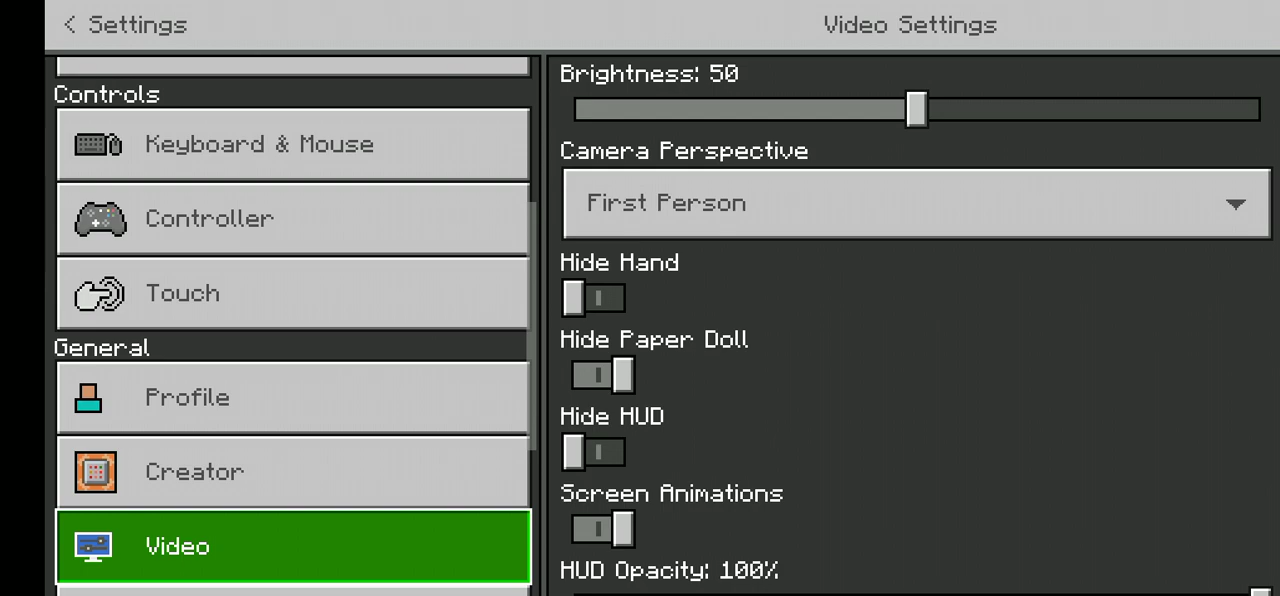 Settings
Video Settings
Controls
Keyboard & Mouse
Controller
Touch
General
Profile
Creator
Video
Brightness: 50
Camera Perspective
First Person
Hide Hand
Hide Paper Doll
Hide HUD
Screen Animations
HUD Opacity: 100%